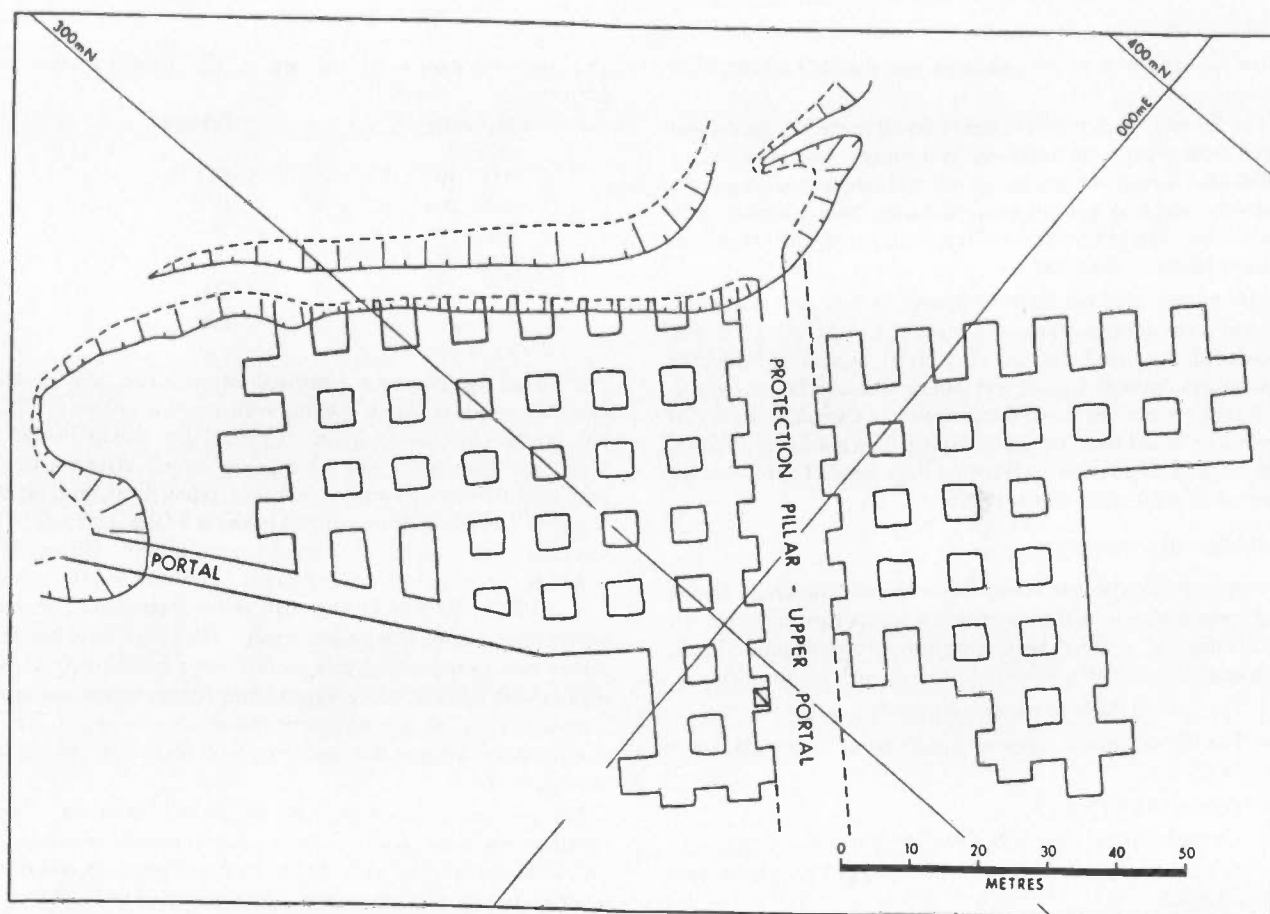 300mN
400mN
000mE
PROTECTION PILLAR UPPER PORTAL
PORTAL
0 10 20 30 40 50
METRES